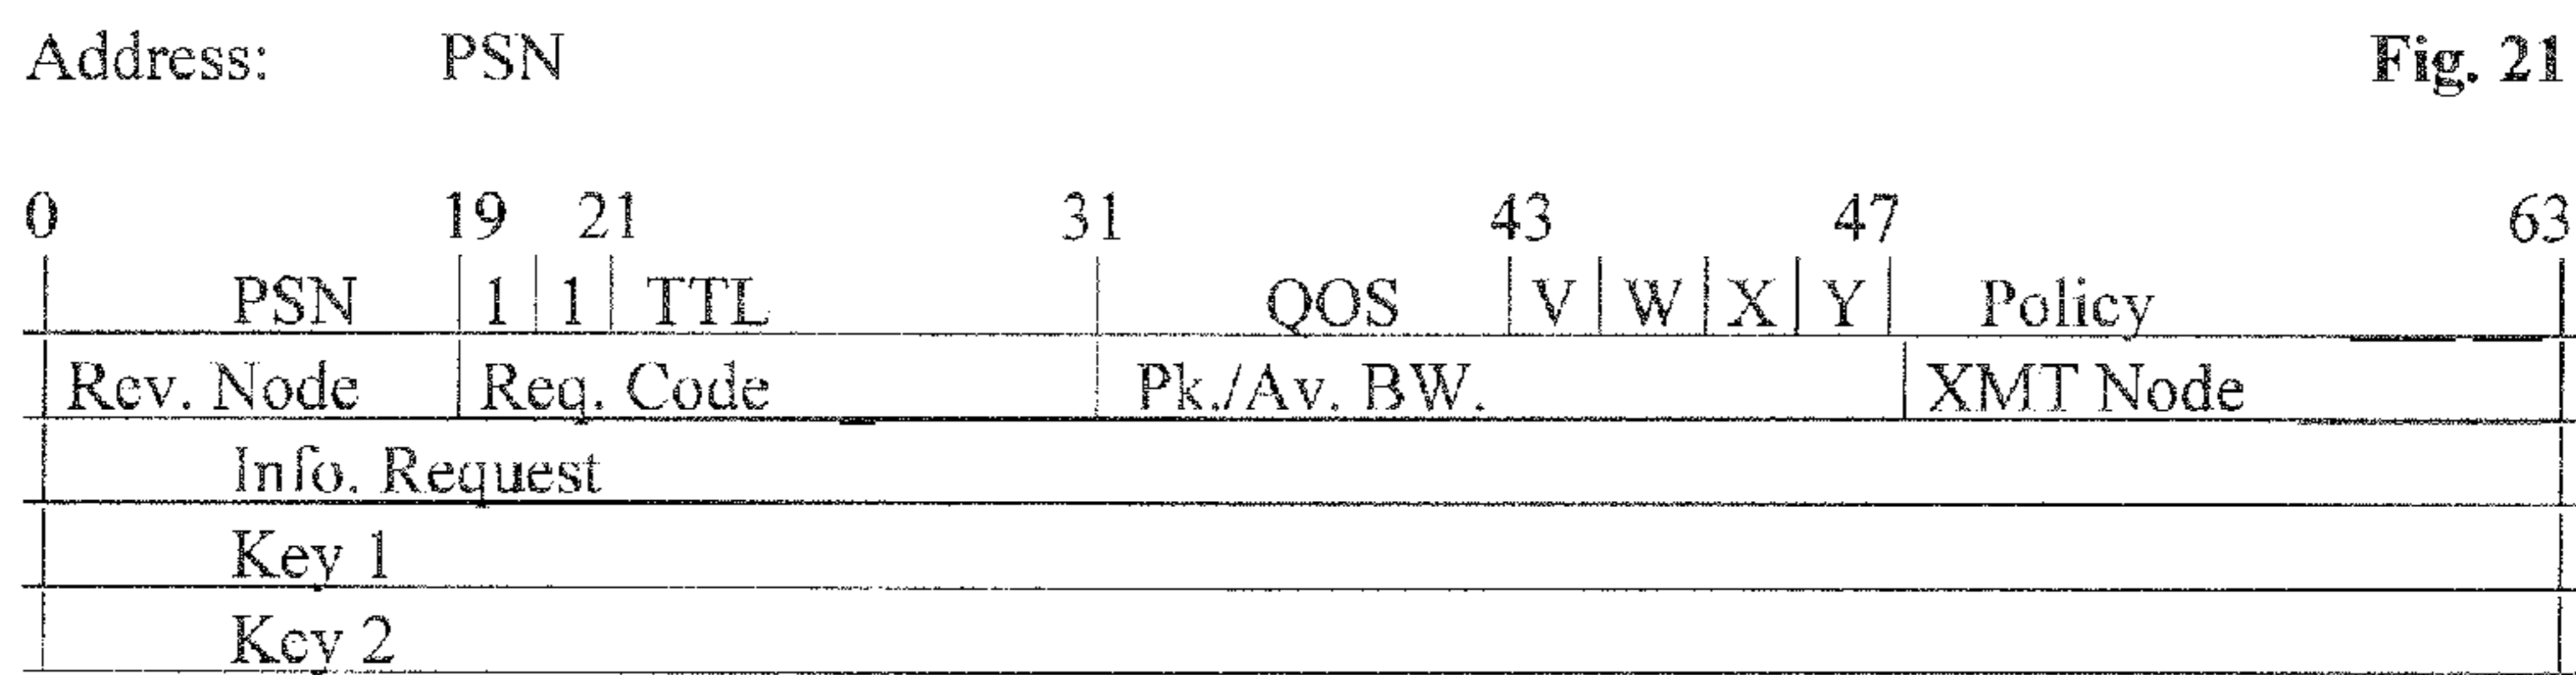 Address: PSN Fig. 21
0 19 21 31 43 47 63
PSN 1 1 TTL QOS V W X Y Policy
Rcv. Node Req. Code Pk./Av. BW. XMT Node
Info. Request
Key 1
Key 2